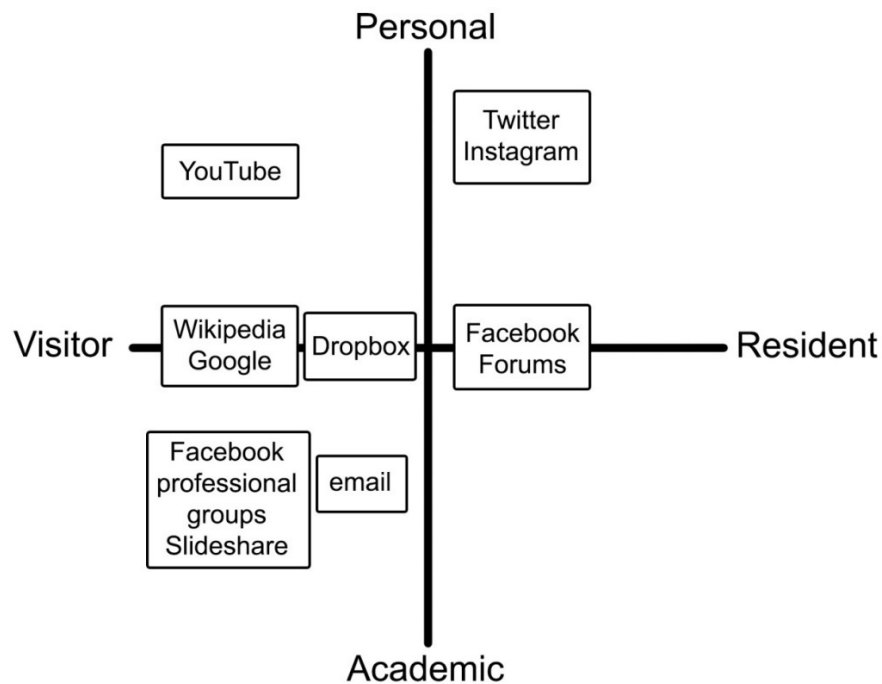 Personal
Twitter
Instagram
YouTube
Visitor
Wikipedia
Google
Dropbox
Facebook
Forums
Resident
Facebook
professional
groups
Slideshare
email
Academic